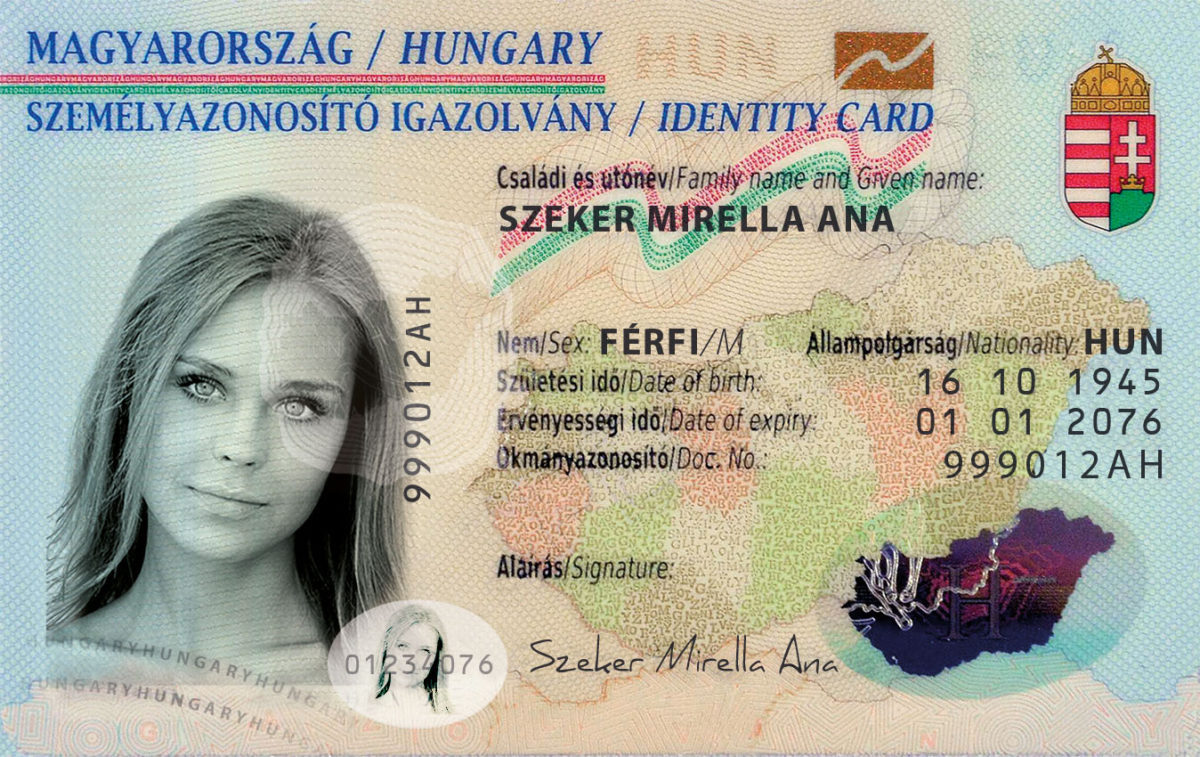 MAGYARORSZÁG / HUNGARY
HUN
SZEMÉLYAZONOSÍTÓ IGAZOLVÁNY / IDENTITY CARD
Családi és utónév/Family name and Given name:
SZEKER MIRELLA ANA
999012AH
Nem/Sex: FÉRFI/M Állampolgárság/Nationality: HUN
Születési idő/Date of birth: 16 10 1945
Érvényességi idő/Date of expiry: 01 01 2076
Okmányazonosító/Doc. No.: 999012AH
Aláírás/Signature:
Szeker Mirella Ana
01234076
H
HUNGARYHUNGARYHUNGARY
HUNGARYHUNGARYHUN